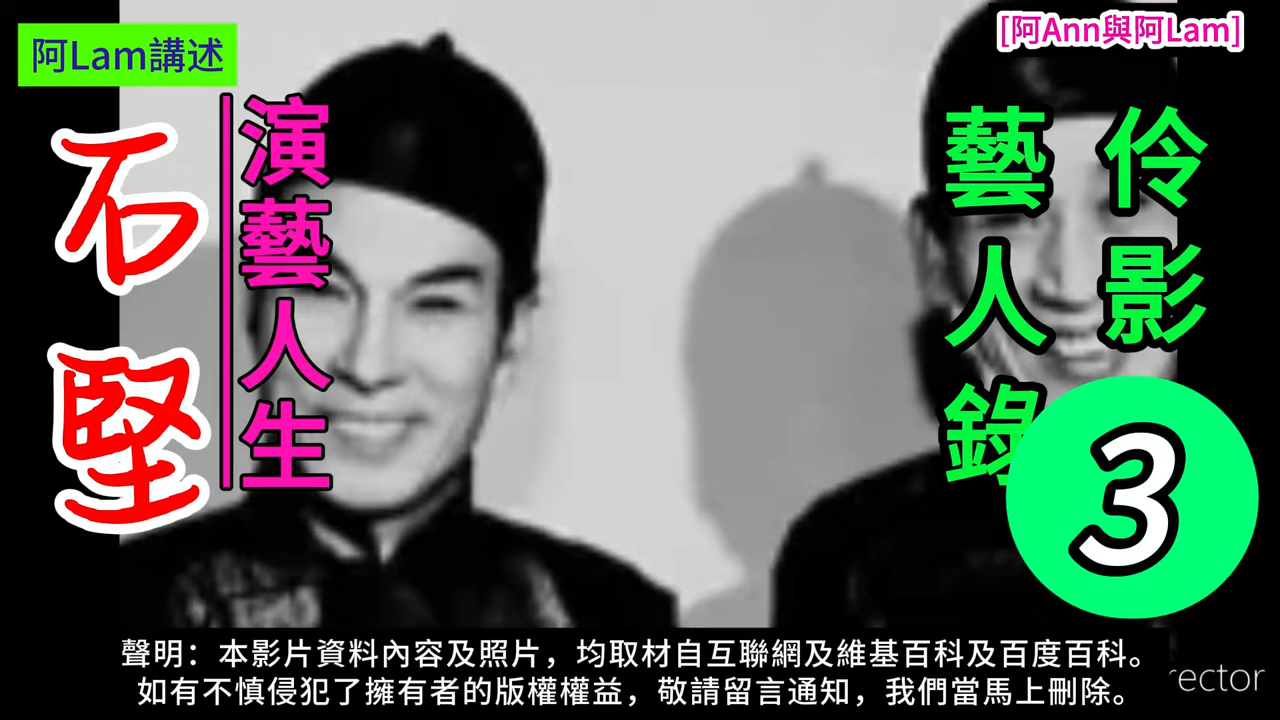 阿Lam講述
[阿Ann與阿Lam]
石堅
演藝人生
伶影
藝人錄
3
聲明：本影片資料內容及照片，均取材自互聯網及維基百科及百度百科。
如有不慎侵犯了擁有者的版權權益，敬請留言通知，我們當馬上刪除。
rector